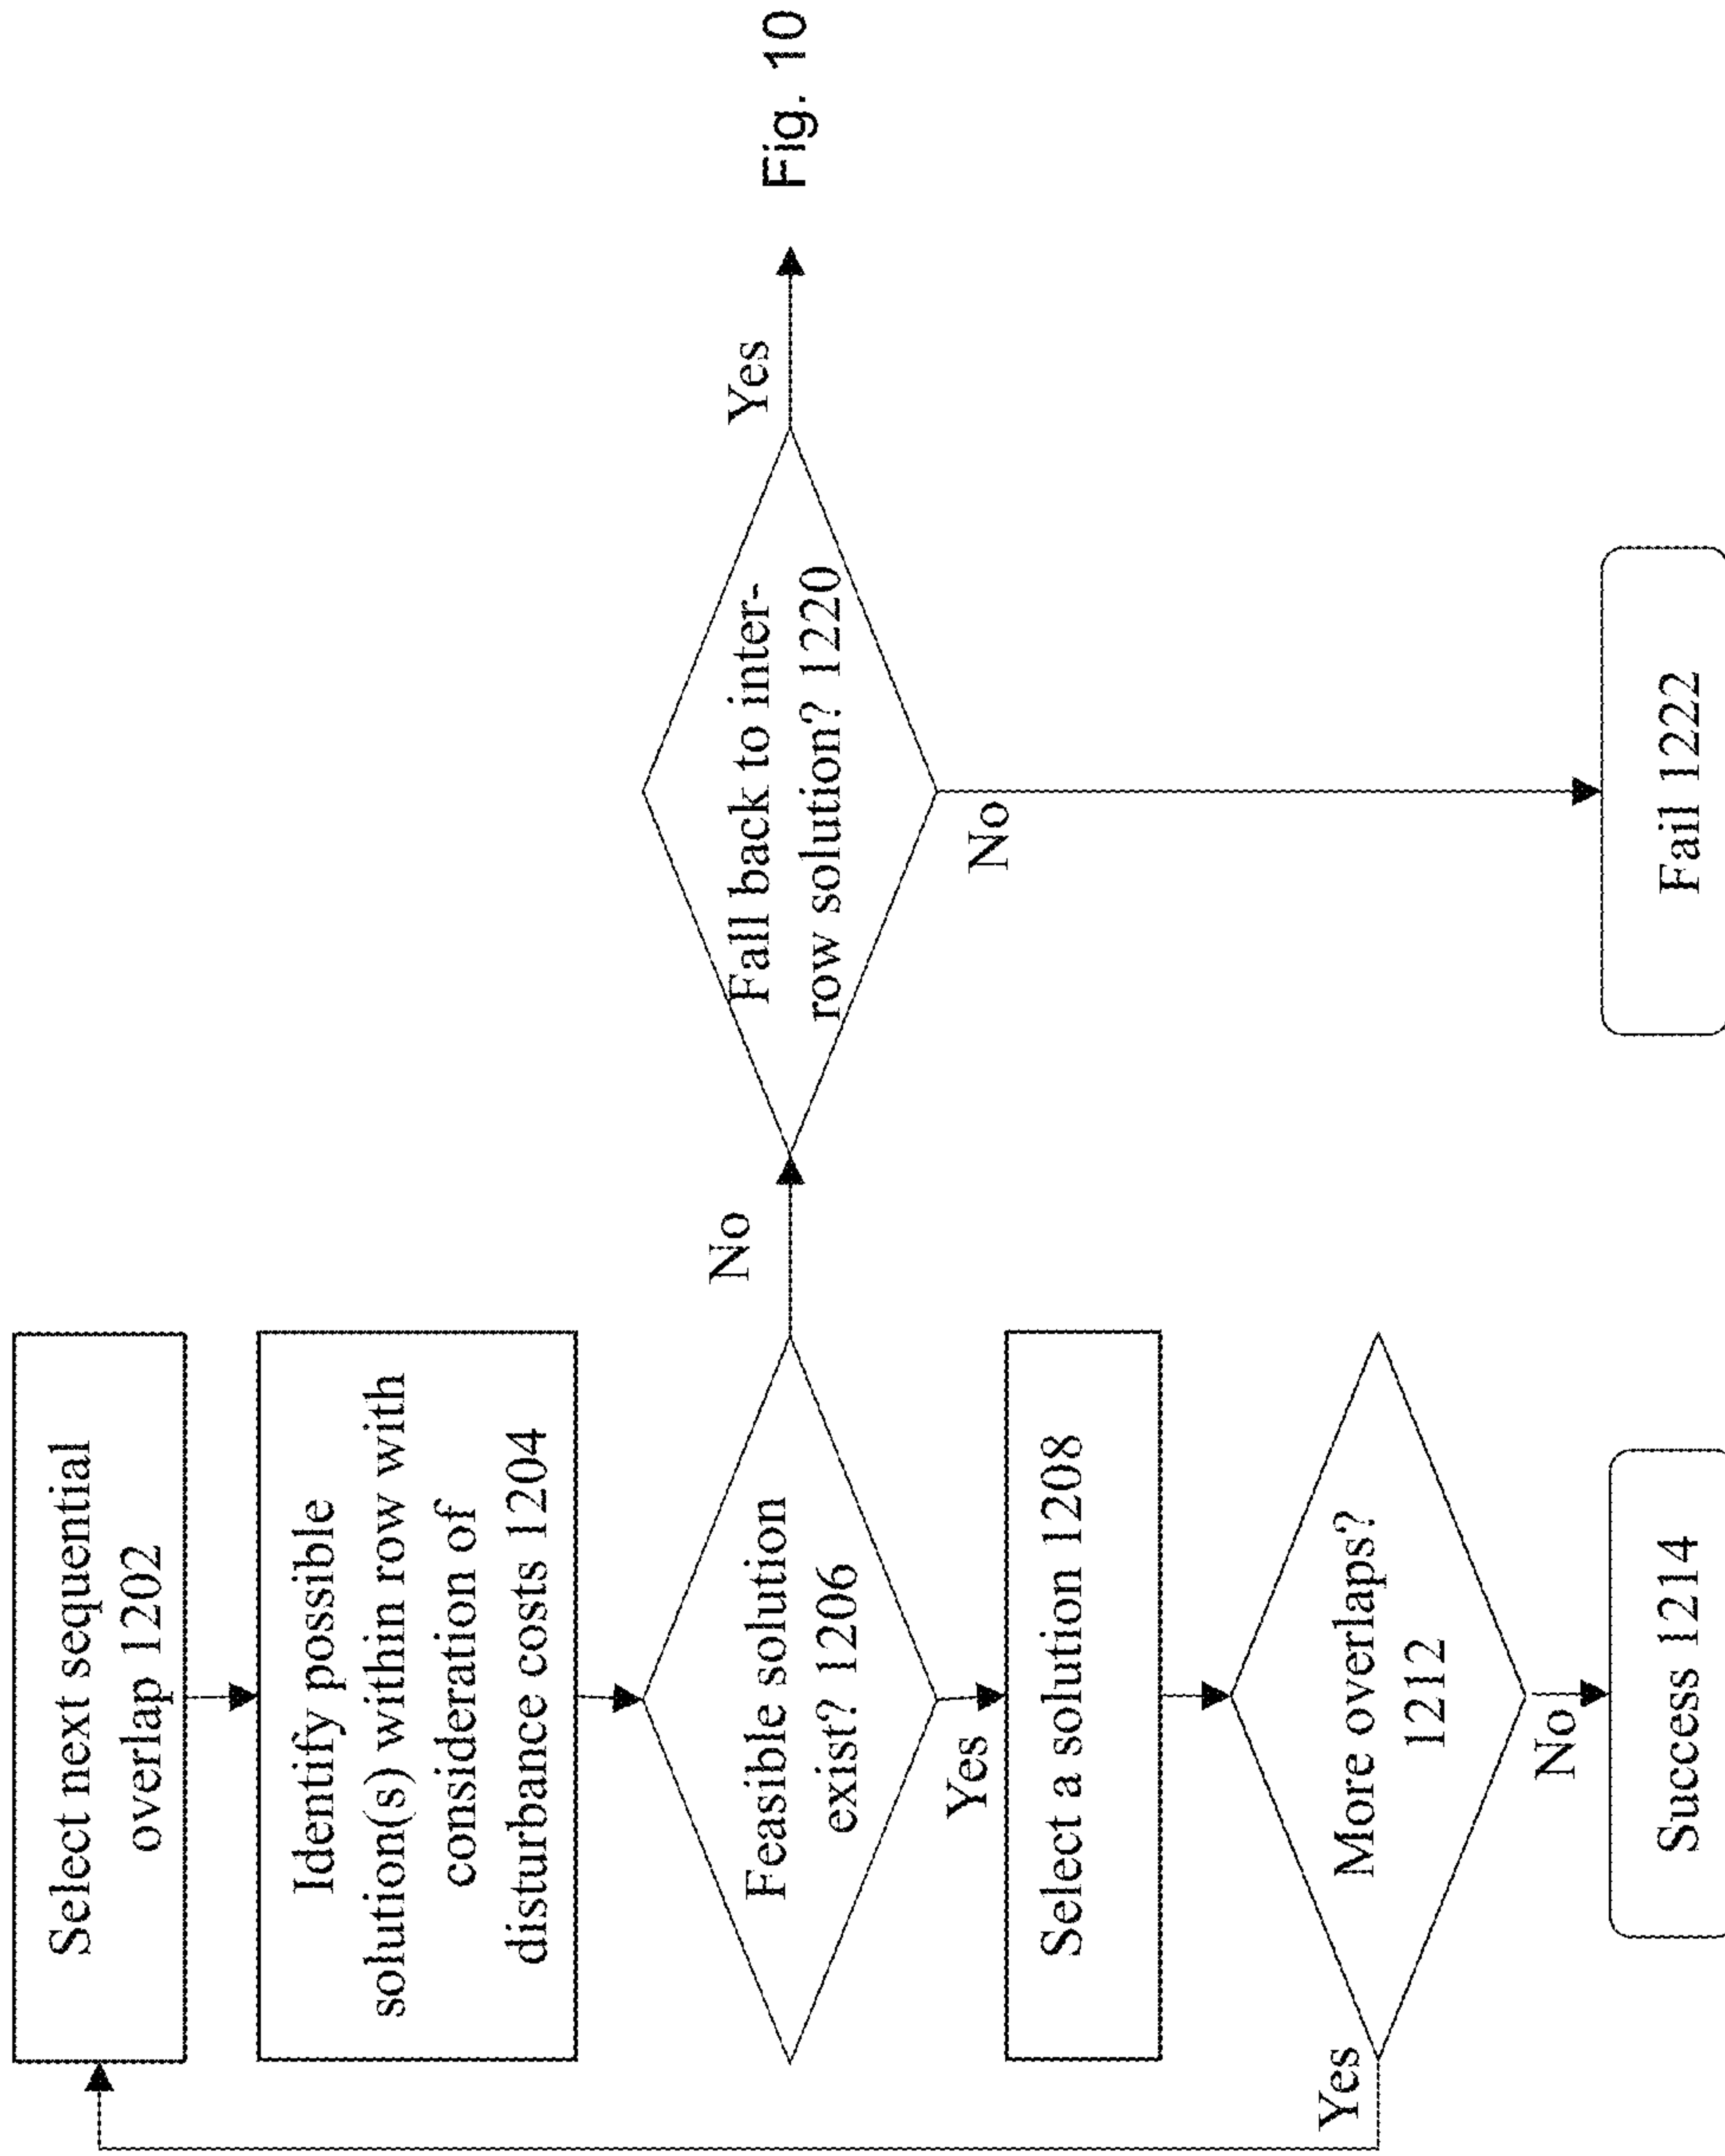 Select next sequential
overlap 1202
Identify possible
solution(s) within row with
consideration of
disturbance costs 1204
Feasible solution
exist? 1206
No
Fall back to inter-
row solution? 1220
Yes
Fig. 10
No
Fail 1222
Yes
Select a solution 1208
More overlaps?
1212
Yes
No
Success 1214